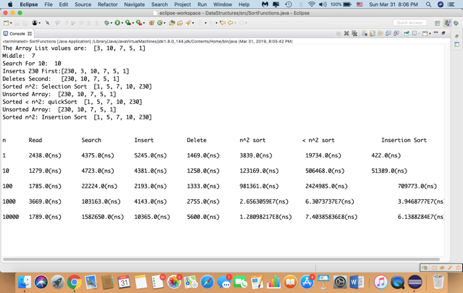 Eclipse File Edit Source Refactor Navigate Search Project Run Window Help 100% Sun Mar 31 8:06 PM
eclipse-workspace - DataStructures/src/SortFunctions.java - Eclipse
Quick Access
Console
<terminated> SortFunctions [Java Application] /Library/Java/JavaVirtualMachines/jdk1.8.0_144.jdk/Contents/Home/bin/java (Mar 31, 2019, 8:05:42 PM)
The Array List values are: [3, 10, 7, 5, 1]
Middle: 7
Search For 10: 10
Inserts 230 First:[230, 3, 10, 7, 5, 1]
Deletes Second: [230, 10, 7, 5, 1]
Sorted n^2: Selection Sort [1, 5, 7, 10, 230]
Unsorted Array: [230, 10, 7, 5, 1]
Sorted < n^2: quickSort [1, 5, 7, 10, 230]
Unsorted Array: [230, 10, 7, 5, 1]
Sorted n^2: Insertion Sort [1, 5, 7, 10, 230]
n Read Search Insert Delete n^2 sort < n^2 sort Insertion Sort
1 2438.0(ns) 4375.0(ns) 5245.0(ns) 1469.0(ns) 3839.0(ns) 19734.0(ns) 422.0(ns)
10 1279.0(ns) 4723.0(ns) 4381.0(ns) 1250.0(ns) 123169.0(ns) 506468.0(ns) 51389.0(ns)
100 1785.0(ns) 22224.0(ns) 2193.0(ns) 1333.0(ns) 981361.0(ns) 2424985.0(ns) 709773.0(ns)
1000 3669.0(ns) 103163.0(ns) 4143.0(ns) 2755.0(ns) 2.6563059E7(ns) 6.3073737E7(ns) 3.9468777E7(ns
10000 1789.0(ns) 1582650.0(ns) 10365.0(ns) 5600.0(ns) 1.28098217E8(ns) 7.40385836E8(ns) 6.1388284E7(ns